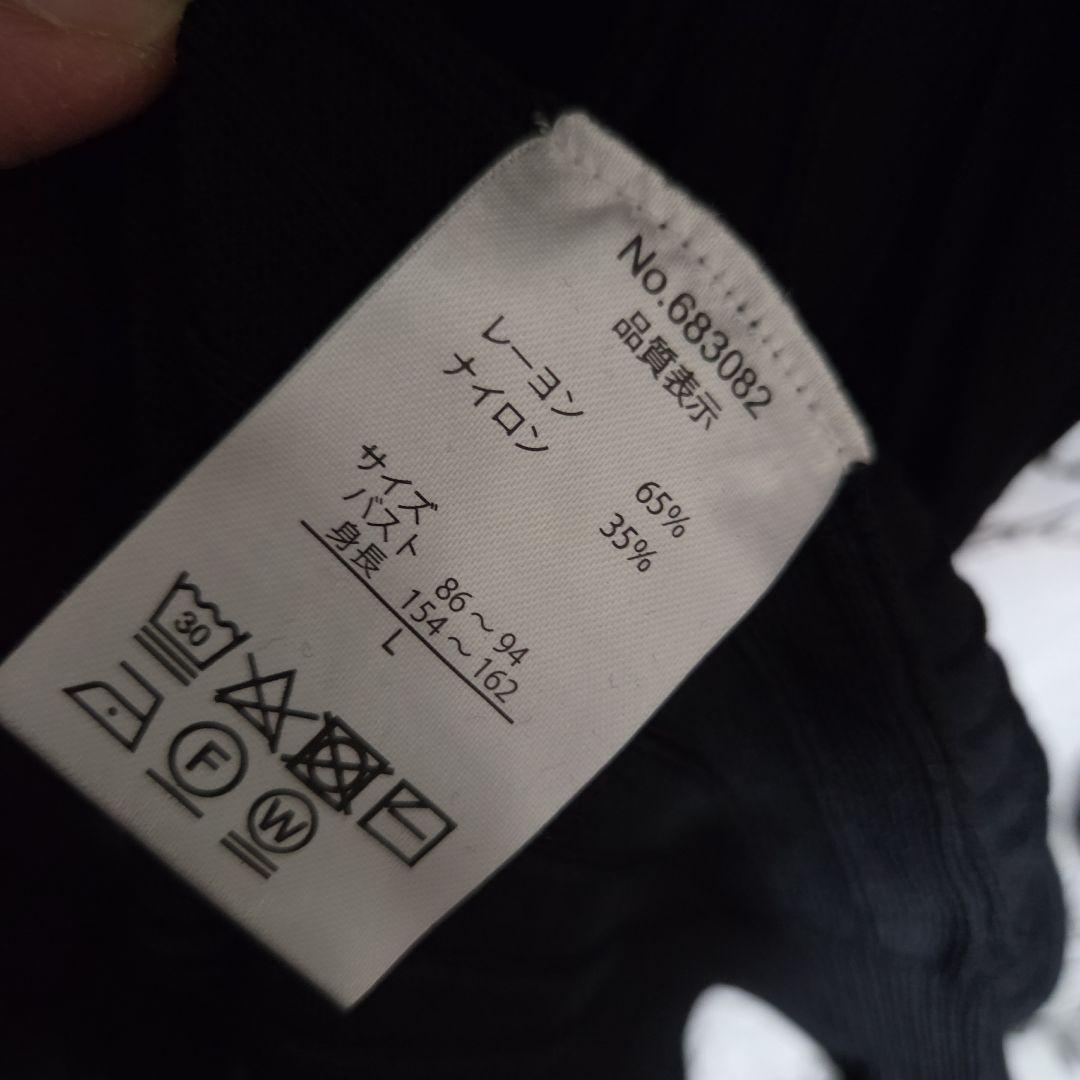 No.683082
品質表示
レーヨン 65%
ナイロン 35%
サイズ
バスト 86～94
身長 154～162
L
30
F
W